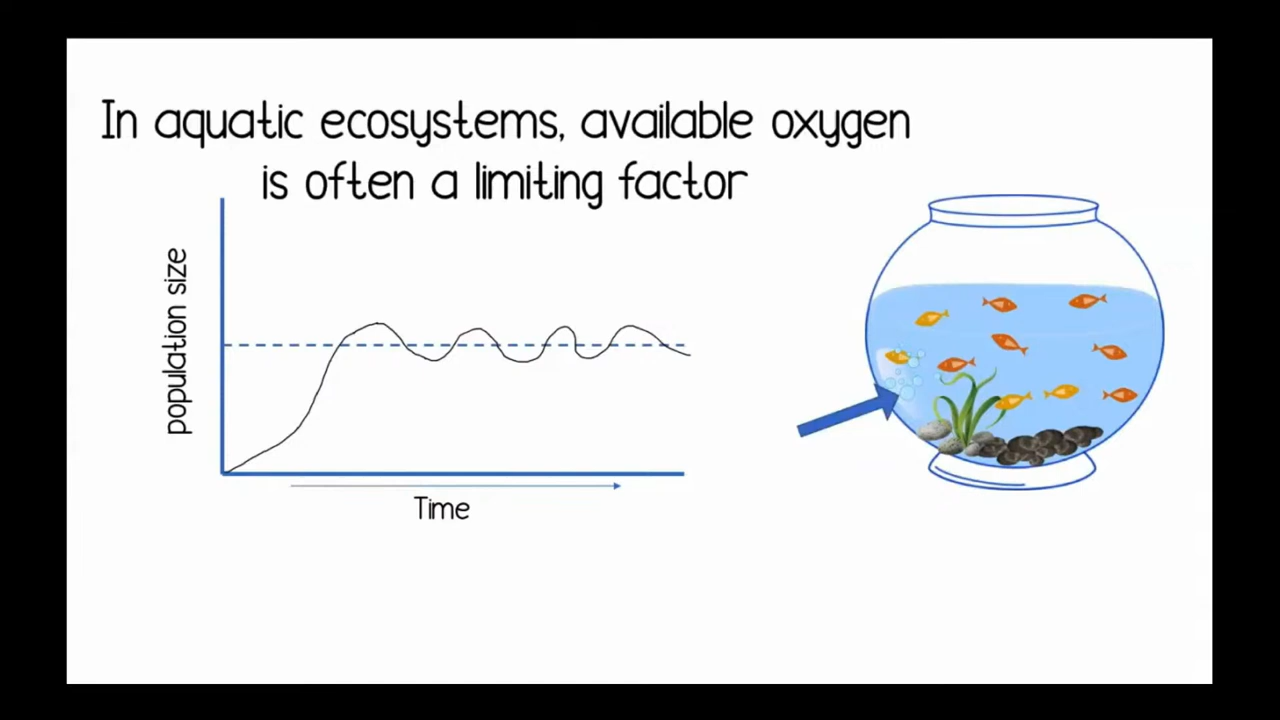 In aquatic ecosystems, available oxygen
is often a limiting factor
population size
Time